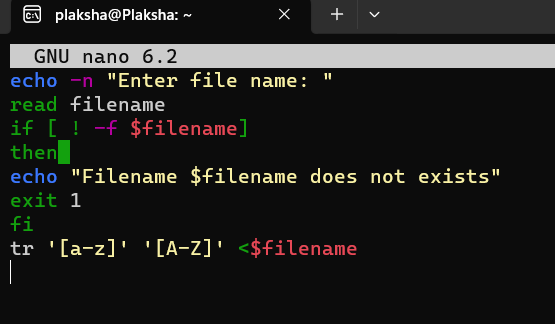 plaksha@Plaksha: ~
GNU nano 6.2
echo -n "Enter file name: "
read filename
if [ ! -f $filename]
then
echo "Filename $filename does not exists"
exit 1
fi
tr '[a-z]' '[A-Z]' <$filename